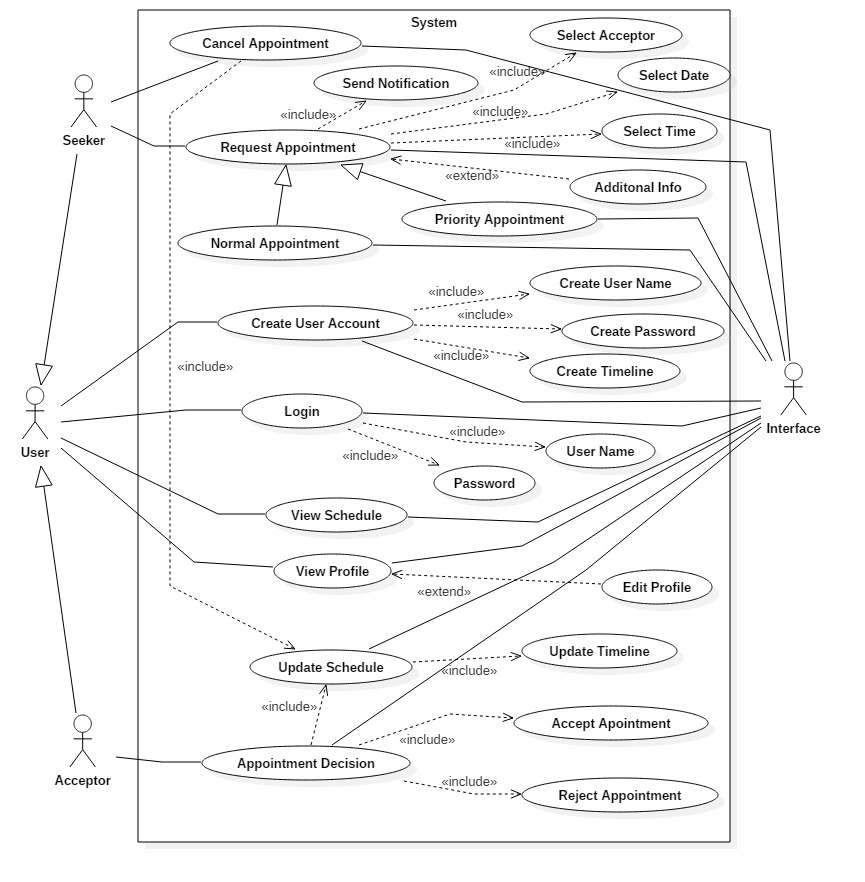 System
Select Acceptor
Cancel Appointment
«include»
Select Date
Send Notification
«include»
«include»
Select Time
Seeker
Request Appointment
«include»
«extend»
Additonal Info
Priority Appointment
Normal Appointment
Create User Name
«include»
«include»
Create User Account
Create Password
«include»
«include»
Create Timeline
Login
Interface
«include»
User
User Name
«include»
Password
View Schedule
View Profile
«extend»
Edit Profile
Update Timeline
Update Schedule
«include»
«include»
Accept Apointment
«include»
Appointment Decision
Acceptor
«include»
Reject Appointment